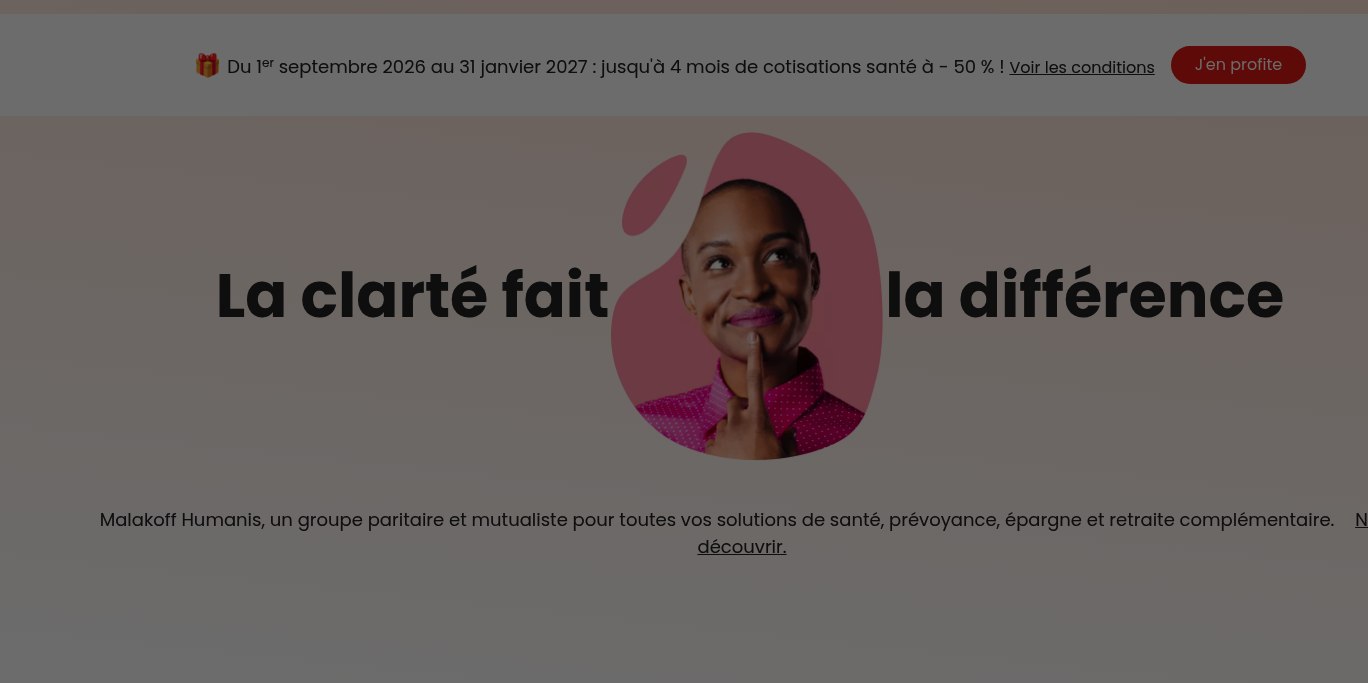 🎁 Du 1er septembre 2026 au 31 janvier 2027 : jusqu'à 4 mois de cotisations santé à - 50 % ! Voir les conditions J'en profite
La clarté fait la différence
Malakoff Humanis, un groupe paritaire et mutualiste pour toutes vos solutions de santé, prévoyance, épargne et retraite complémentaire.
découvrir.